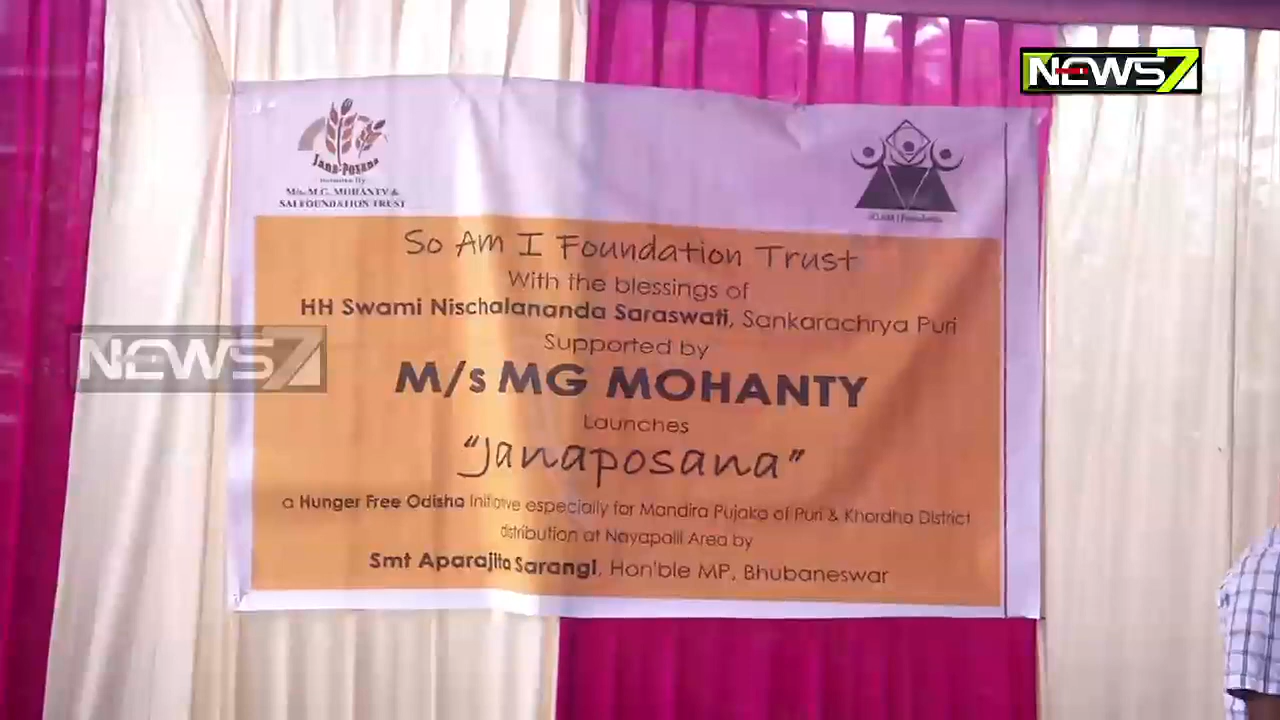 NEWS7
Jana-Posana
M/s. M.G. MOHANTY &
SAI FOUNDATION TRUST
So Am I Foundation Trust
With the blessings of
HH Swami Nischalananda Saraswati, Sankarachrya Puri
Supported by
NEWS7
M/s MG MOHANTY
Launches
"Janaposana"
a Hunger Free Odisha Initiative especially for Mandira Pujaka of Puri & Khordha District
distribution at Nayapalli Area by
Smt Aparajita Sarangi, Hon'ble MP, Bhubaneswar